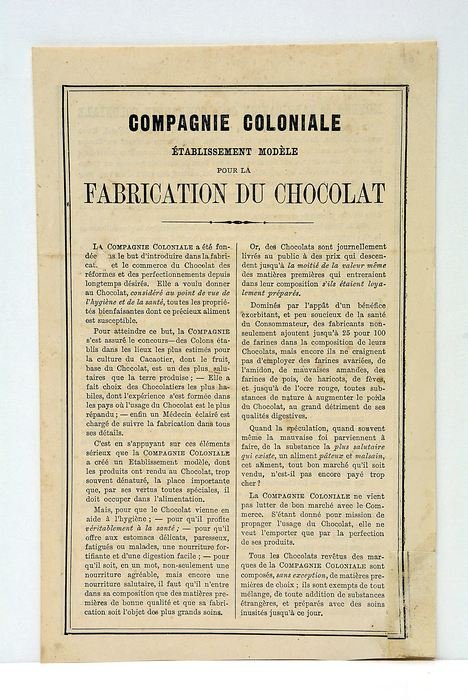 COMPAGNIE COLONIALE
ÉTABLISSEMENT MODÈLE
POUR LA
FABRICATION DU CHOCOLAT
LA COMPAGNIE COLONIALE a été fon-
dée le but d'introduire dans la fabri-
cat. et le commerce du Chocolat des
réformes et des perfectionnements depuis
longtemps désirés. Elle a voulu donner
au Chocolat, considéré au point de vue de
l'hygiène et de la santé, toutes les proprié-
tés bienfaisantes dont ce précieux aliment
est susceptible.
Pour atteindre ce but, la COMPAGNIE
s'est assuré le concours—des Colons éta-
blis dans les lieux les plus estimés pour
la culture du Cacaotier, dont le fruit,
base du Chocolat, est un des plus salu-
taires que la terre produise; — Elle a
fait choix des Chocolatiers les plus ha-
biles, dont l'expérience s'est formée dans
les pays où l'usage du Chocolat est le plus
répandu; — enfin un Médecin éclairé est
chargé de suivre la fabrication dans tous
ses détails.
C'est en s'appuyant sur ces éléments
sérieux que la COMPAGNIE COLONIALE
a créé un Etablissement modèle, dont
les produits ont rendu au Chocolat, trop
souvent dénaturé, la place importante
que, par ses vertus toutes spéciales, il
doit occuper dans l'alimentation.
Mais, pour que le Chocolat vienne en
aide à l'hygiène; — pour qu'il profite
véritablement à la santé; — pour qu'il
offre aux estomacs délicats, paresseux,
fatigués ou malades, une nourriture for-
tifiante et d'une digestion facile; — pour
qu'il soit, en un mot, non-seulement une
nourriture agréable, mais encore une
nourriture salutaire, il faut qu'il n'entre
dans sa composition que des matières pre-
mières de bonne qualité et que sa fabri-
cation soit l'objet des plus grands soins.
Or, des Chocolats sont journellement
livrés au public à des prix qui descen-
dent jusqu'à la moitié de la valeur même
des matières premières qui entreraient
dans leur composition s'ils étaient loya-
lement préparés.
Dominés par l'appât d'un bénéfice
exorbitant, et peu soucieux de la santé
du Consommateur, des fabricants non-
seulement ajoutent jusqu'à 25 pour 100
de farines dans la composition de leurs
Chocolats, mais encore ils ne craignent
pas d'employer des farines avariées, de
l'amidon, de mauvaises amandes, des
farines de pois, de haricots, de fèves,
et jusqu'à de l'ocre rouge, toutes sub-
stances de nature à augmenter le poids
du Chocolat, au grand détriment de ses
qualités digestives.
Quand la spéculation, quand souvent
même la mauvaise foi parviennent à
faire, de la substance la plus salutaire
qui existe, un aliment pâteux et malsain,
cet aliment, tout bon marché qu'il soit
vendu, n'est-il pas encore payé trop
cher ?
La COMPAGNIE COLONIALE ne vient
pas lutter de bon marché avec le Com-
merce. S'étant donné pour mission de
propager l'usage du Chocolat, elle ne
veut l'emporter que par la perfection
de ses produits.
Tous les Chocolats revêtus des mar-
ques de la COMPAGNIE COLONIALE sont
composés, sans exception, de matières pre-
mières de choix; ils sont exempts de tout
mélange, de toute addition de substances
étrangères, et préparés avec des soins
inusités jusqu'à ce jour.